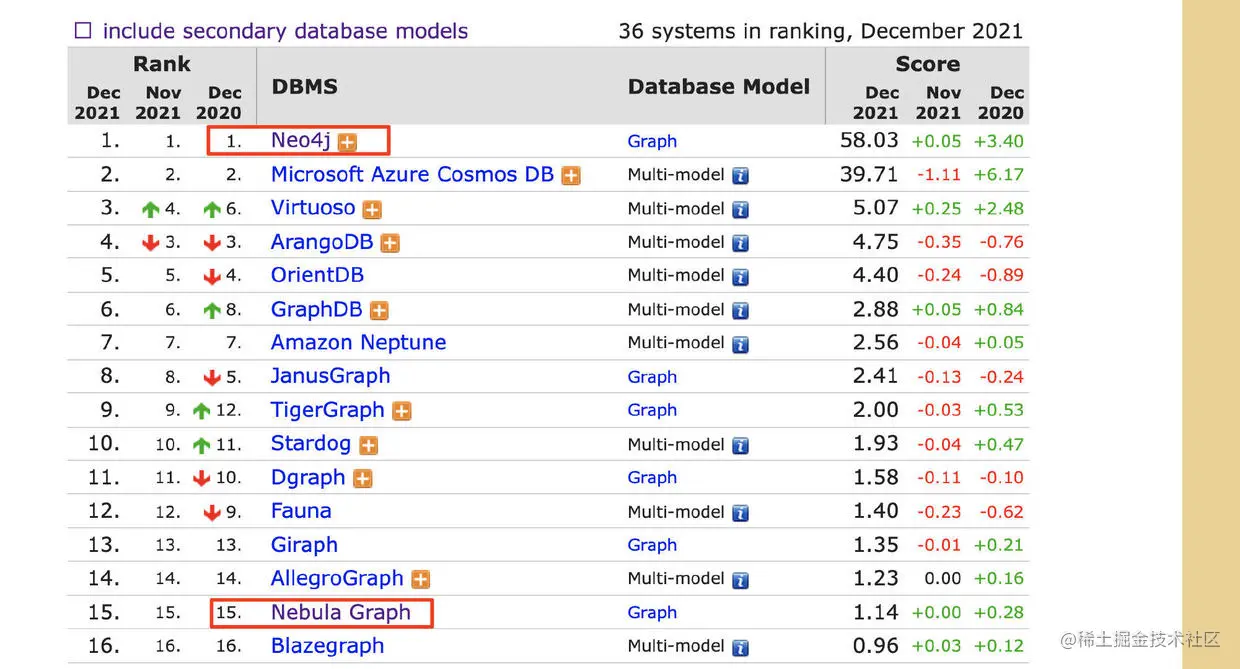 include secondary database models 36 systems in ranking, December 2021
Rank DBMS Database Model Score
Dec Nov Dec Dec Nov Dec
2021 2021 2020 2021 2021 2020
1. 1. 1. Neo4j Graph 58.03 +0.05 +3.40
2. 2. 2. Microsoft Azure Cosmos DB Multi-model 39.71 -1.11 +6.17
3. 4. 6. Virtuoso Multi-model 5.07 +0.25 +2.48
4. 3. 3. ArangoDB Multi-model 4.75 -0.35 -0.76
5. 5. 4. OrientDB Multi-model 4.40 -0.24 -0.89
6. 6. 8. GraphDB Multi-model 2.88 +0.05 +0.84
7. 7. 7. Amazon Neptune Multi-model 2.56 -0.04 +0.05
8. 8. 5. JanusGraph Graph 2.41 -0.13 -0.24
9. 9. 12. TigerGraph Graph 2.00 -0.03 +0.53
10. 10. 11. Stardog Multi-model 1.93 -0.04 +0.47
11. 11. 10. Dgraph Graph 1.58 -0.11 -0.10
12. 12. 9. Fauna Multi-model 1.40 -0.23 -0.62
13. 13. 13. Giraph Graph 1.35 -0.01 +0.21
14. 14. 14. AllegroGraph Multi-model 1.23 0.00 +0.16
15. 15. 15. Nebula Graph Graph 1.14 +0.00 +0.28
16. 16. 16. Blazegraph Multi-model 0.96 +0.03 +0.12
@稀土掘金技术社区